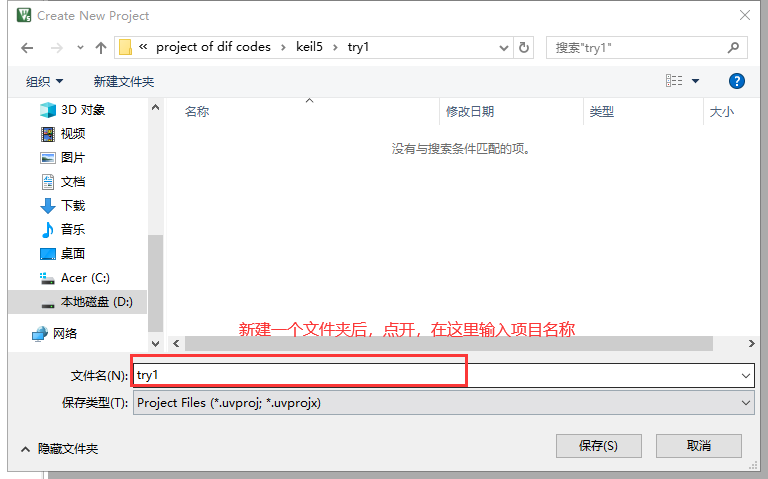 Create New Project
« project of dif codes › keil5 › try1
搜索"try1"
组织
新建文件夹
?
名称
修改日期
类型
大小
没有与搜索条件匹配的项。
3D 对象
视频
图片
文档
下载
音乐
桌面
Acer (C:)
本地磁盘 (D:)
网络
新建一个文件夹后，点开，在这里输入项目名称
文件名(N):
try1
保存类型(T):
Project Files (*.uvproj; *.uvprojx)
隐藏文件夹
保存(S)
取消